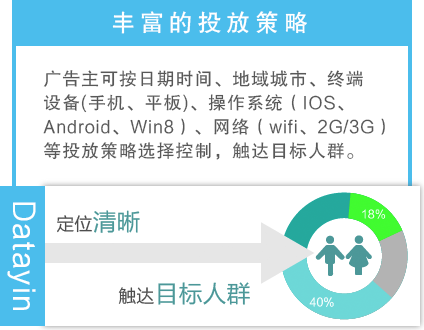 丰富的投放策略
广告主可按日期时间、地域城市、终端
设备(手机、平板)、操作系统（IOS、
Android、Win8）、网络（wifi、2G/3G）
等投放策略选择控制，触达目标人群。
Datayin
定位清晰
触达目标人群
18%
40%